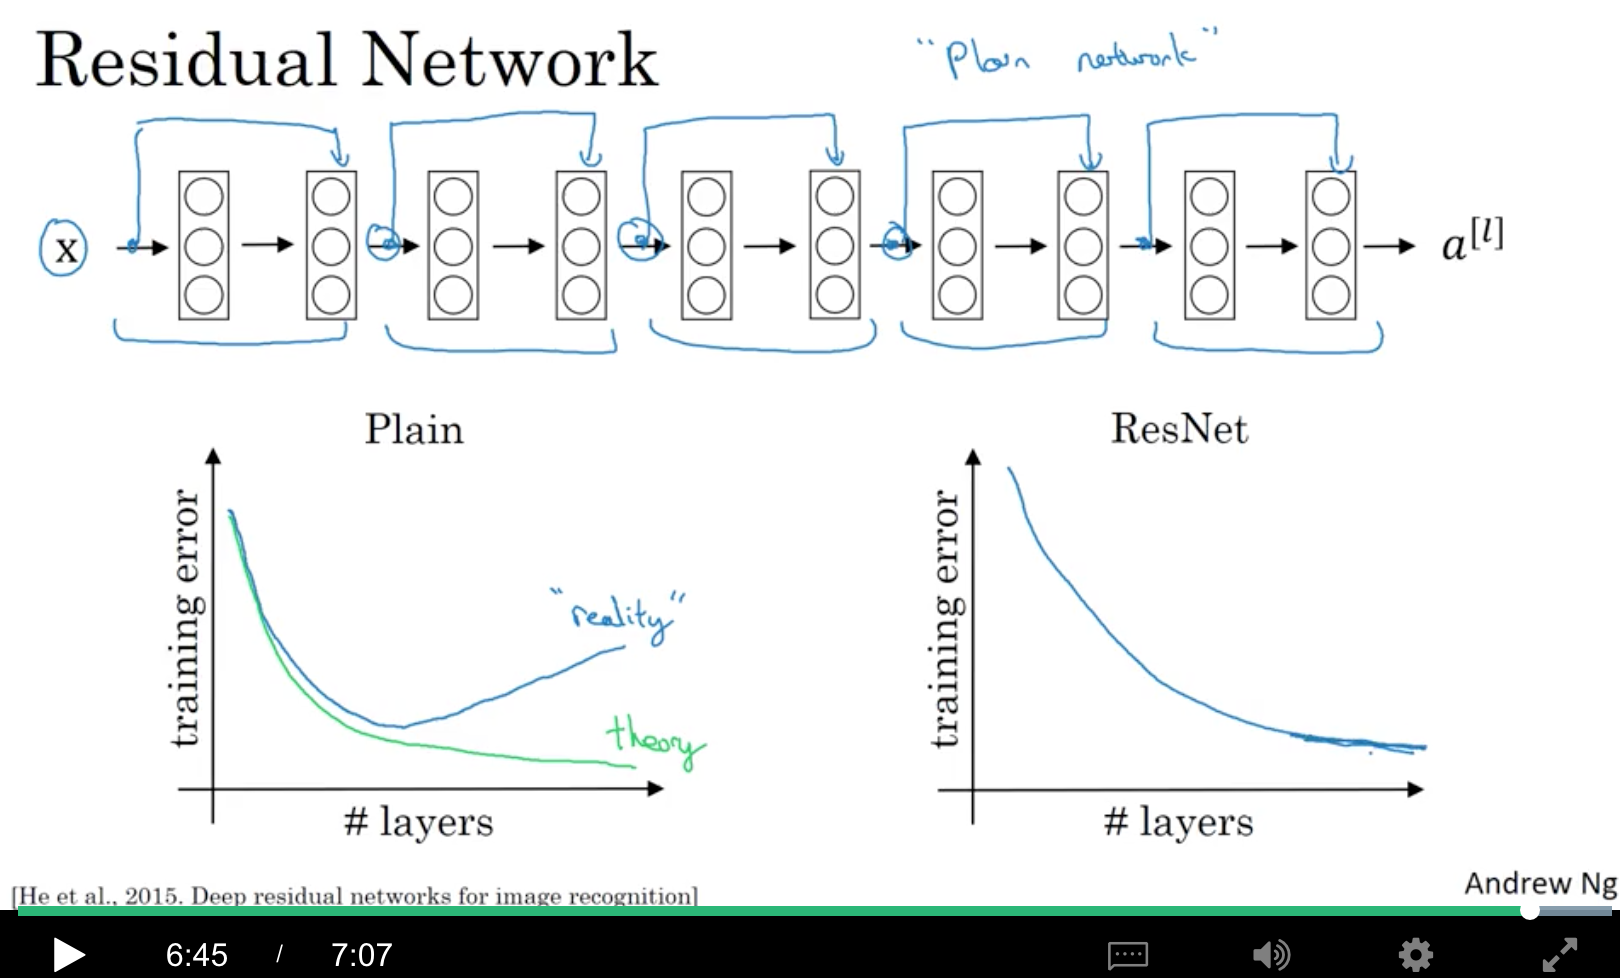 Residual Network
"Plain network"
x
a[l]
Plain
ResNet
training error
"reality"
theory
# layers
training error
# layers
[He et al., 2015. Deep residual networks for image recognition]
Andrew Ng
6:45 / 7:07